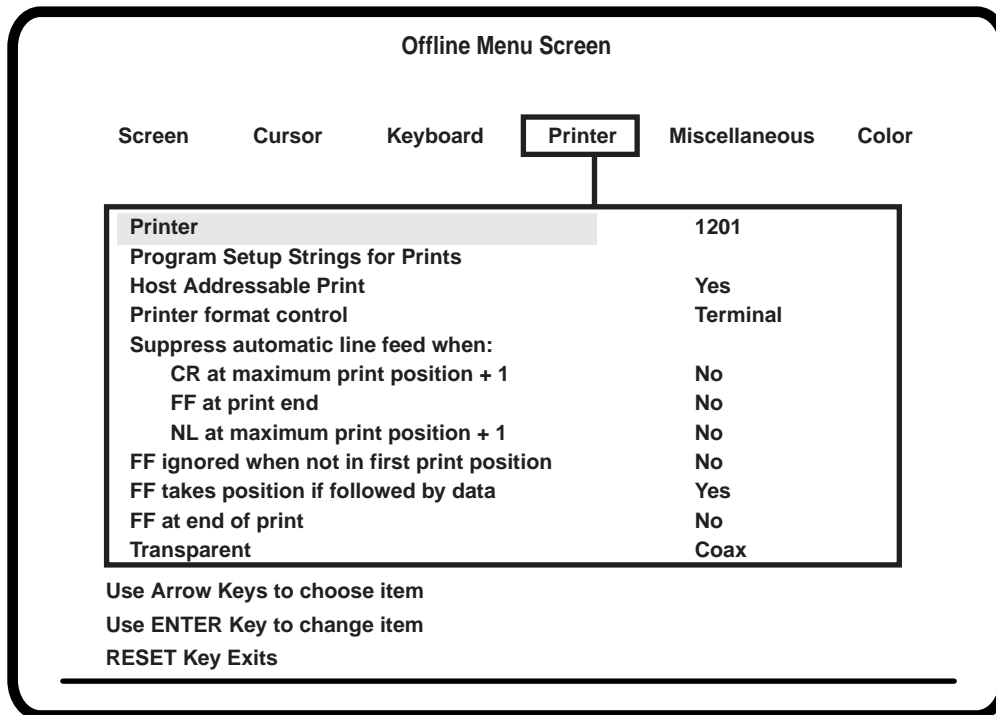 Offline Menu Screen
Screen Cursor Keyboard Printer Miscellaneous Color
Printer 1201
Program Setup Strings for Prints
Host Addressable Print Yes
Printer format control Terminal
Suppress automatic line feed when:
CR at maximum print position + 1 No
FF at print end No
NL at maximum print position + 1 No
FF ignored when not in first print position No
FF takes position if followed by data Yes
FF at end of print No
Transparent Coax
Use Arrow Keys to choose item
Use ENTER Key to change item
RESET Key Exits